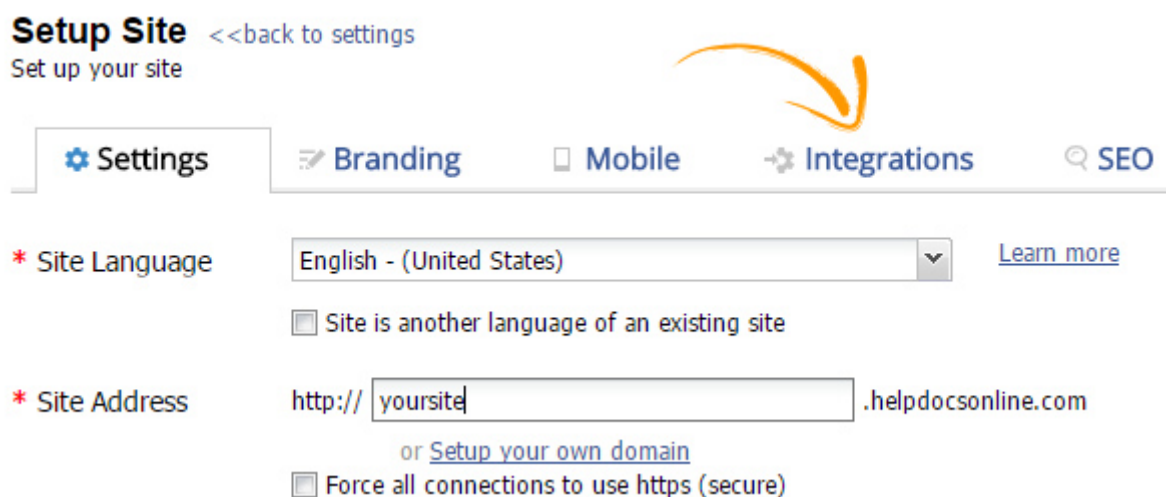 Setup Site <<back to settings
Set up your site
Settings Branding Mobile Integrations SEO
* Site Language English - (United States) Learn more
Site is another language of an existing site
* Site Address http:// yoursite .helpdocsonline.com
or Setup your own domain
Force all connections to use https (secure)